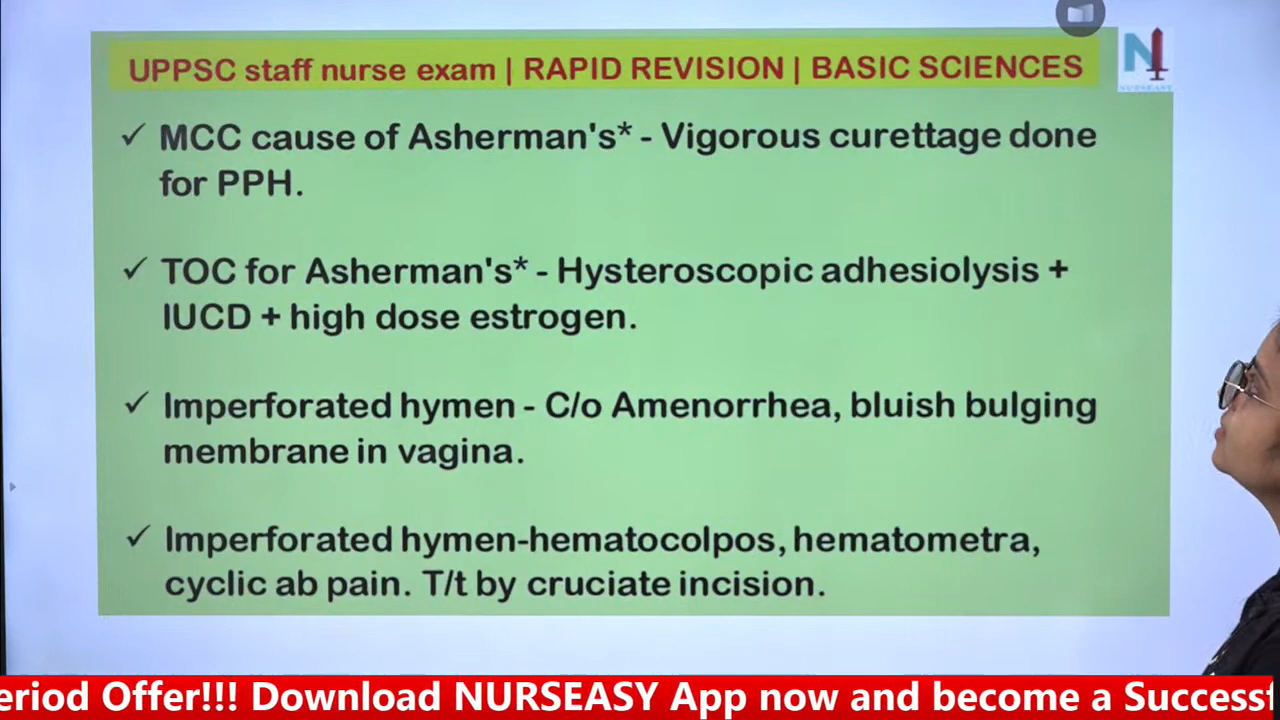 UPPSC staff nurse exam | RAPID REVISION | BASIC SCIENCES
N
NURSEASY
✓ MCC cause of Asherman's* - Vigorous curettage done
for PPH.
✓ TOC for Asherman's* - Hysteroscopic adhesiolysis +
IUCD + high dose estrogen.
✓ Imperforated hymen - C/o Amenorrhea, bluish bulging
membrane in vagina.
✓ Imperforated hymen-hematocolpos, hematometra,
cyclic ab pain. T/t by cruciate incision.
eriod Offer!!! Download NURSEASY App now and become a Successf